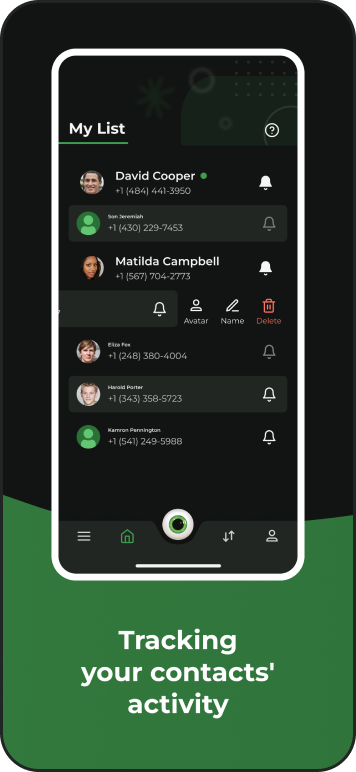 My List
David Cooper
+1 (484) 441-3950
Son Jeremiah
+1 (430) 229-7453
Matilda Campbell
+1 (567) 704-2773
Avatar Name Delete
Eliza Fox
+1 (248) 380-4004
Harold Porter
+1 (343) 358-5723
Kamron Pennington
+1 (541) 249-5988
Tracking
your contacts'
activity